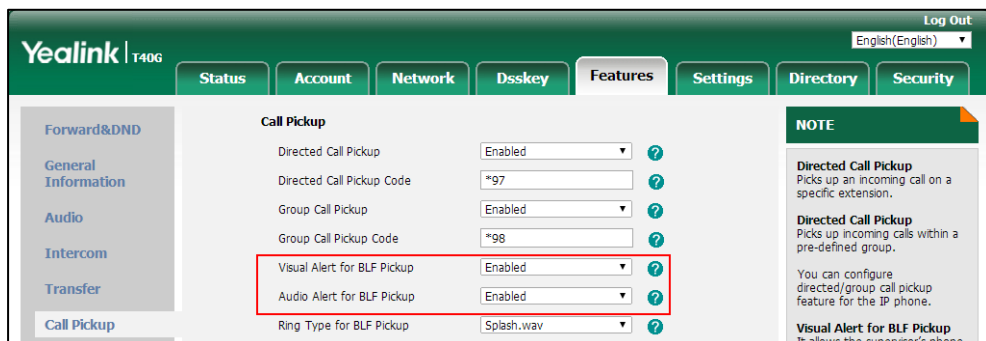 Log Out
Yealink | T40G
English(English)
Status Account Network Dsskey Features Settings Directory Security
Forward&DND
General
Information
Audio
Intercom
Transfer
Call Pickup
Call Pickup
Directed Call Pickup Enabled
Directed Call Pickup Code *97
Group Call Pickup Enabled
Group Call Pickup Code *98
Visual Alert for BLF Pickup Enabled
Audio Alert for BLF Pickup Enabled
Ring Type for BLF Pickup Splash.wav
NOTE
Directed Call Pickup
Picks up an incoming call on a
specific extension.
Directed Call Pickup
Picks up incoming calls within a
pre-defined group.
You can configure
directed/group call pickup
feature for the IP phone.
Visual Alert for BLF Pickup
It allows the supervisor's phone